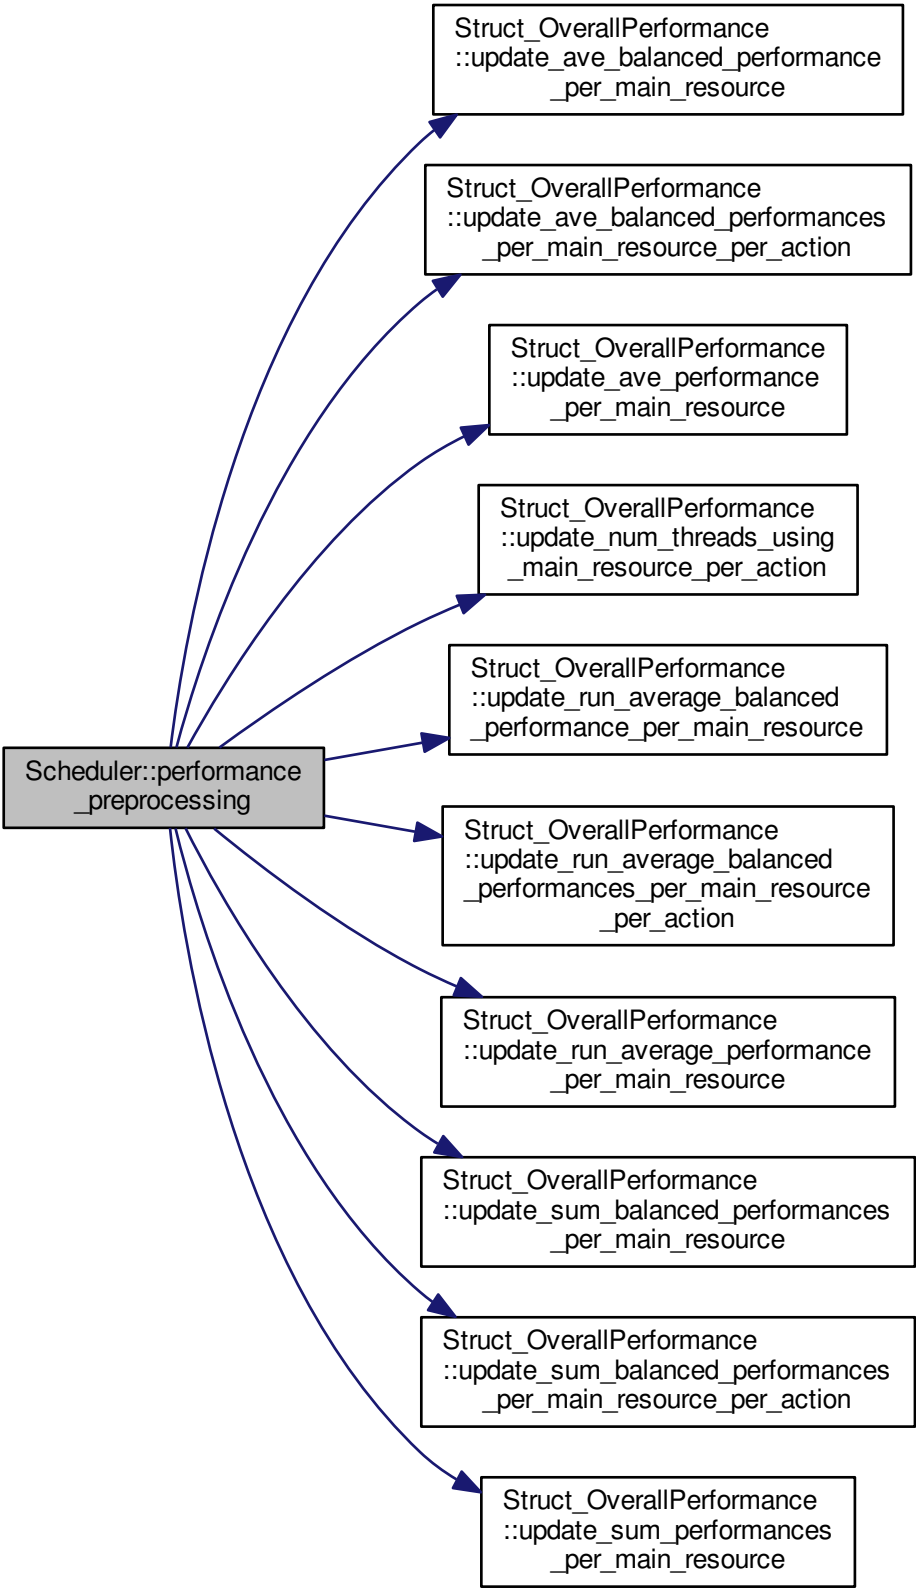 Struct_OverallPerformance
::update_ave_balanced_performance
_per_main_resource
Struct_OverallPerformance
::update_ave_balanced_performances
_per_main_resource_per_action
Struct_OverallPerformance
::update_ave_performance
_per_main_resource
Struct_OverallPerformance
::update_num_threads_using
_main_resource_per_action
Struct_OverallPerformance
::update_run_average_balanced
_performance_per_main_resource
Scheduler::performance
_preprocessing
Struct_OverallPerformance
::update_run_average_balanced
_performances_per_main_resource
_per_action
Struct_OverallPerformance
::update_run_average_performance
_per_main_resource
Struct_OverallPerformance
::update_sum_balanced_performances
_per_main_resource
Struct_OverallPerformance
::update_sum_balanced_performances
_per_main_resource_per_action
Struct_OverallPerformance
::update_sum_performances
_per_main_resource